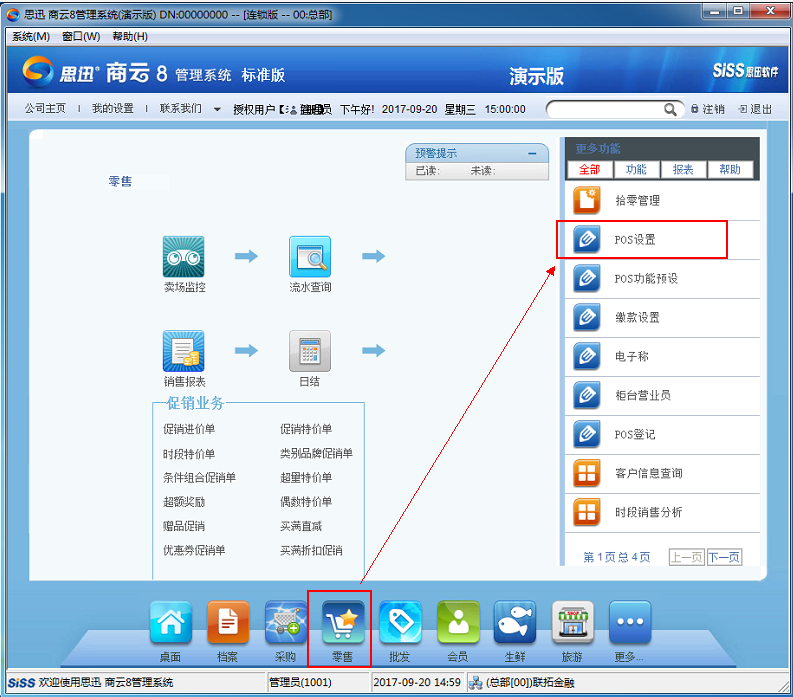 思迅 商云8管理系统(演示版) DN:00000000 -- [连锁版 -- 00:总部]
系统(M) 窗口(W) 帮助(H)
思迅® 商云 8 管理系统 标准版 演示版 SiSS 思迅软件
公司主页 | 我的设置 | 联系我们 授权用户 下午好! 2017-09-20 星期三 15:00:00 注销 退出
零售
预警提示
已读: 未读:
卖场监控 流水查询
销售报表 日结
促销业务
促销进价单 促销特价单
时段特价单 类别品牌促销单
条件组合促销单 超量特价单
超额奖励 偶数特价单
赠品促销 买满直减
优惠券促销单 买满折扣促销
更多功能
全部 功能 报表 帮助
拾零管理
POS设置
POS功能预设
缴款设置
电子称
柜台营业员
POS登记
客户信息查询
时段销售分析
第 1 页 总 4 页 上一页 下一页
桌面 档案 采购 零售 批发 会员 生鲜 旅游 更多...
SiSS 欢迎使用思迅 商云8管理系统 管理员(1001) 2017-09-20 14:59 (总部[00])联拓金融